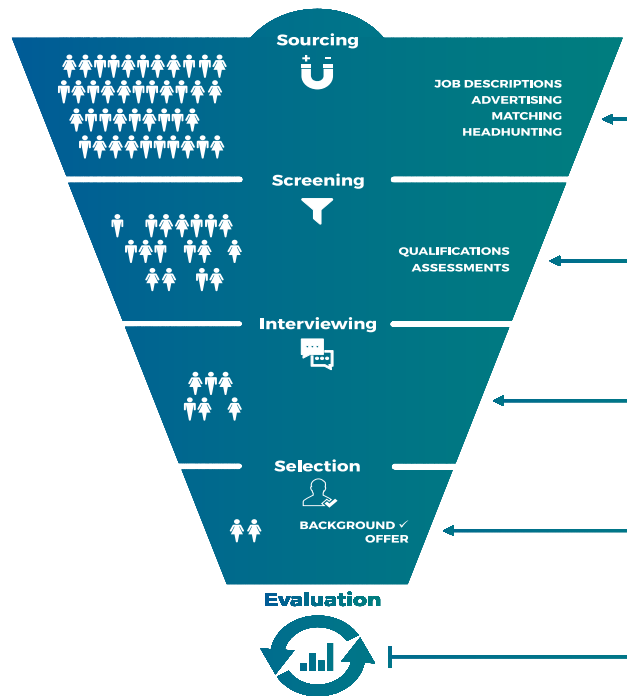 Sourcing
JOB DESCRIPTIONS
ADVERTISING
MATCHING
HEADHUNTING
Screening
QUALIFICATIONS
ASSESSMENTS
Interviewing
Selection
BACKGROUND ✓
OFFER
Evaluation